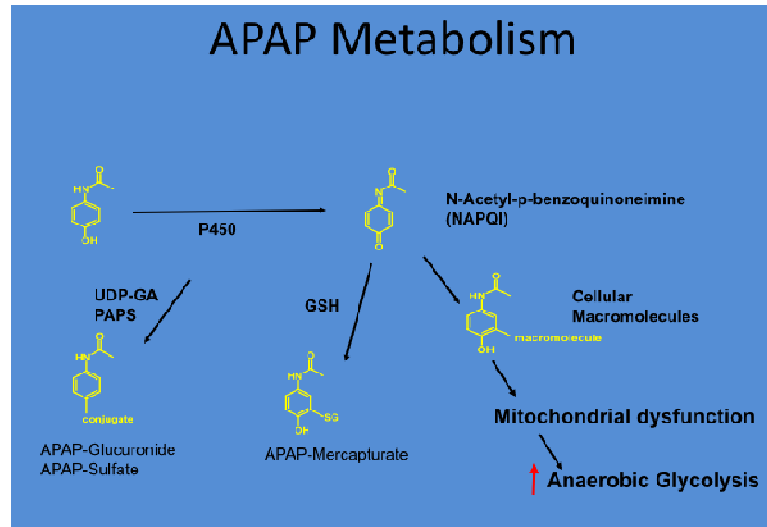 APAP Metabolism
O
HN
OH
P450
O
N
O
N-Acetyl-p-benzoquinoneimine
(NAPQI)
UDP-GA
PAPS
O
HN
conjugate
APAP-Glucuronide
APAP-Sulfate
GSH
O
HN
SG
OH
APAP-Mercapturate
O
HN
macromolecule
OH
Cellular
Macromolecules
Mitochondrial dysfunction
Anaerobic Glycolysis